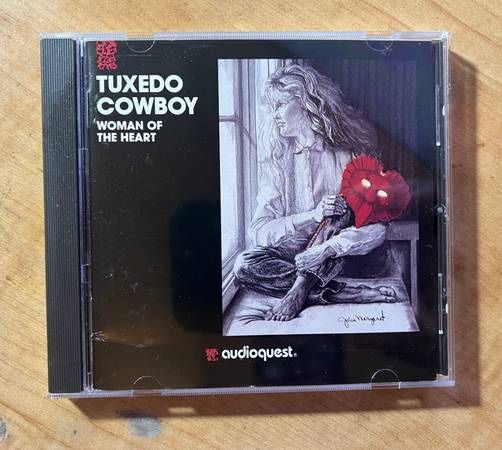 TUXEDO
COWBOY
WOMAN OF
THE HEART
audioquest®